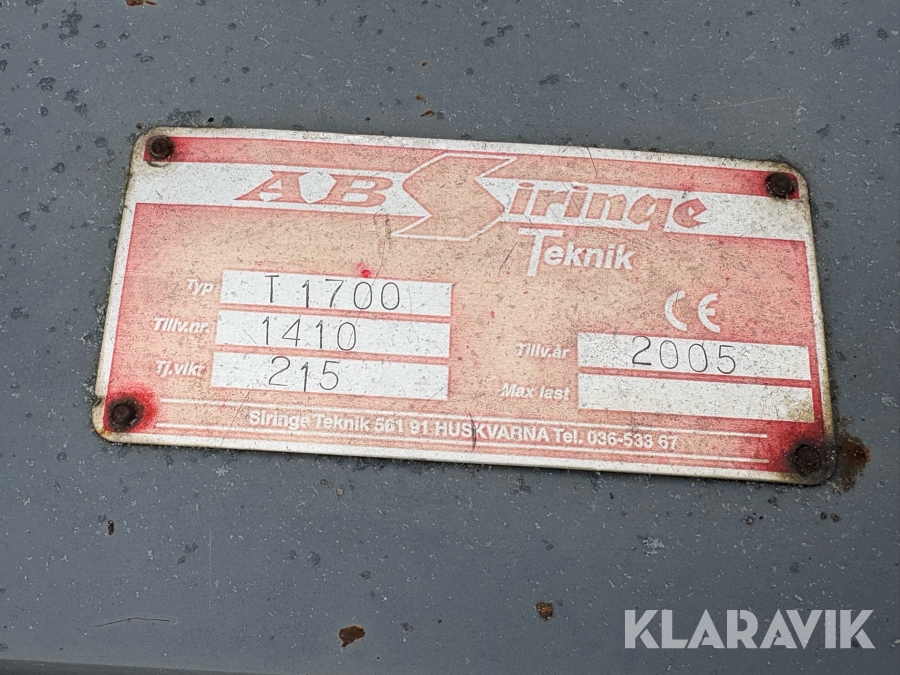 AB Siringe
Teknik
Typ T1700
Tillv.nr. 1410
Tillv.år 2005
Tj.vikt 215
Max last
CE
Siringe Teknik 561 91 HUSKVARNA Tel. 036-533 67
KLARAVIK